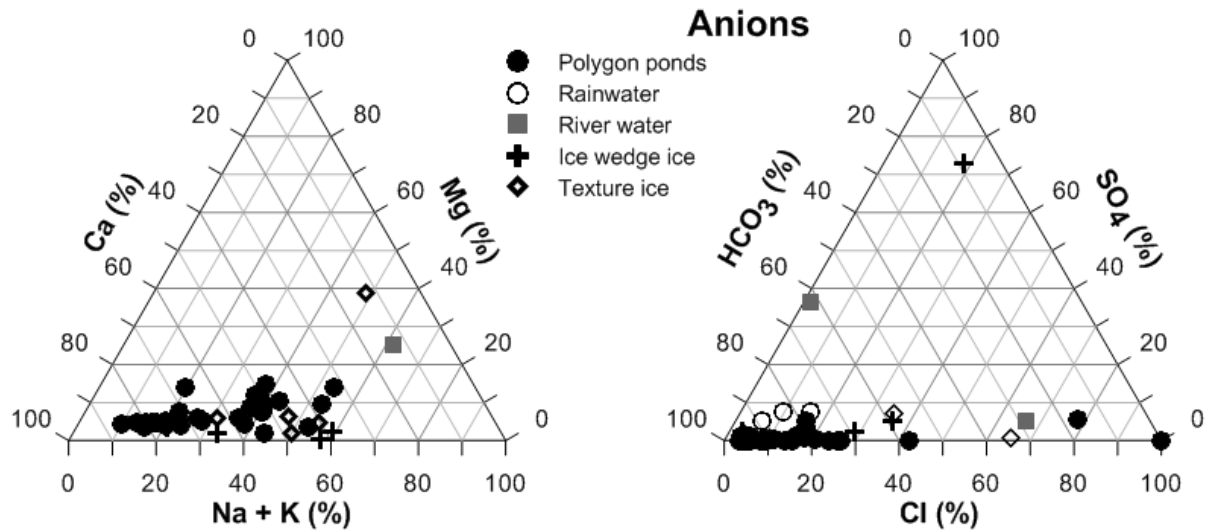 Anions
0 100
0 100
Polygon ponds
Rainwater
River water
Ice wedge ice
Texture ice
20 80
20 80
40 60
40 60
Ca (%)
Mg (%)
HCO3 (%)
SO4 (%)
60 40
60 40
80 20
80 20
100 0
100 0
0 20 40 60 80 100
0 20 40 60 80 100
Na + K (%)
Cl (%)